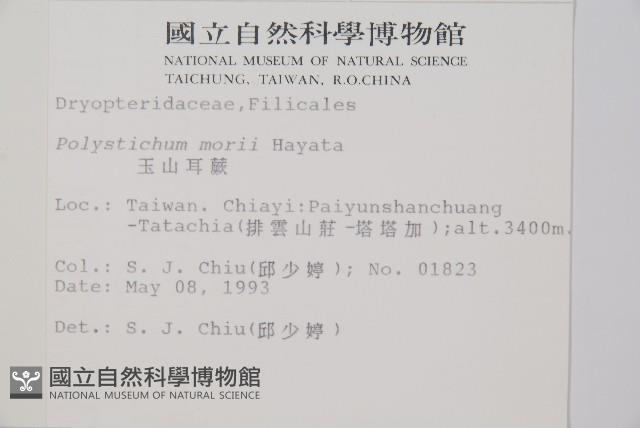 國立自然科學博物館
NATIONAL MUSEUM OF NATURAL SCIENCE
TAICHUNG, TAIWAN, R.O.CHINA
Dryopteridaceae,Filicales
Polystichum morii Hayata
玉山耳蕨
Loc.: Taiwan. Chiayi:Paiyunshanchuang
-Tatachia(排雲山莊-塔塔加);alt.3400m.
Col.: S. J. Chiu(邱少婷); No. 01823
Date: May 08, 1993
Det.: S. J. Chiu(邱少婷)
國立自然科學博物館
NATIONAL MUSEUM OF NATURAL SCIENCE